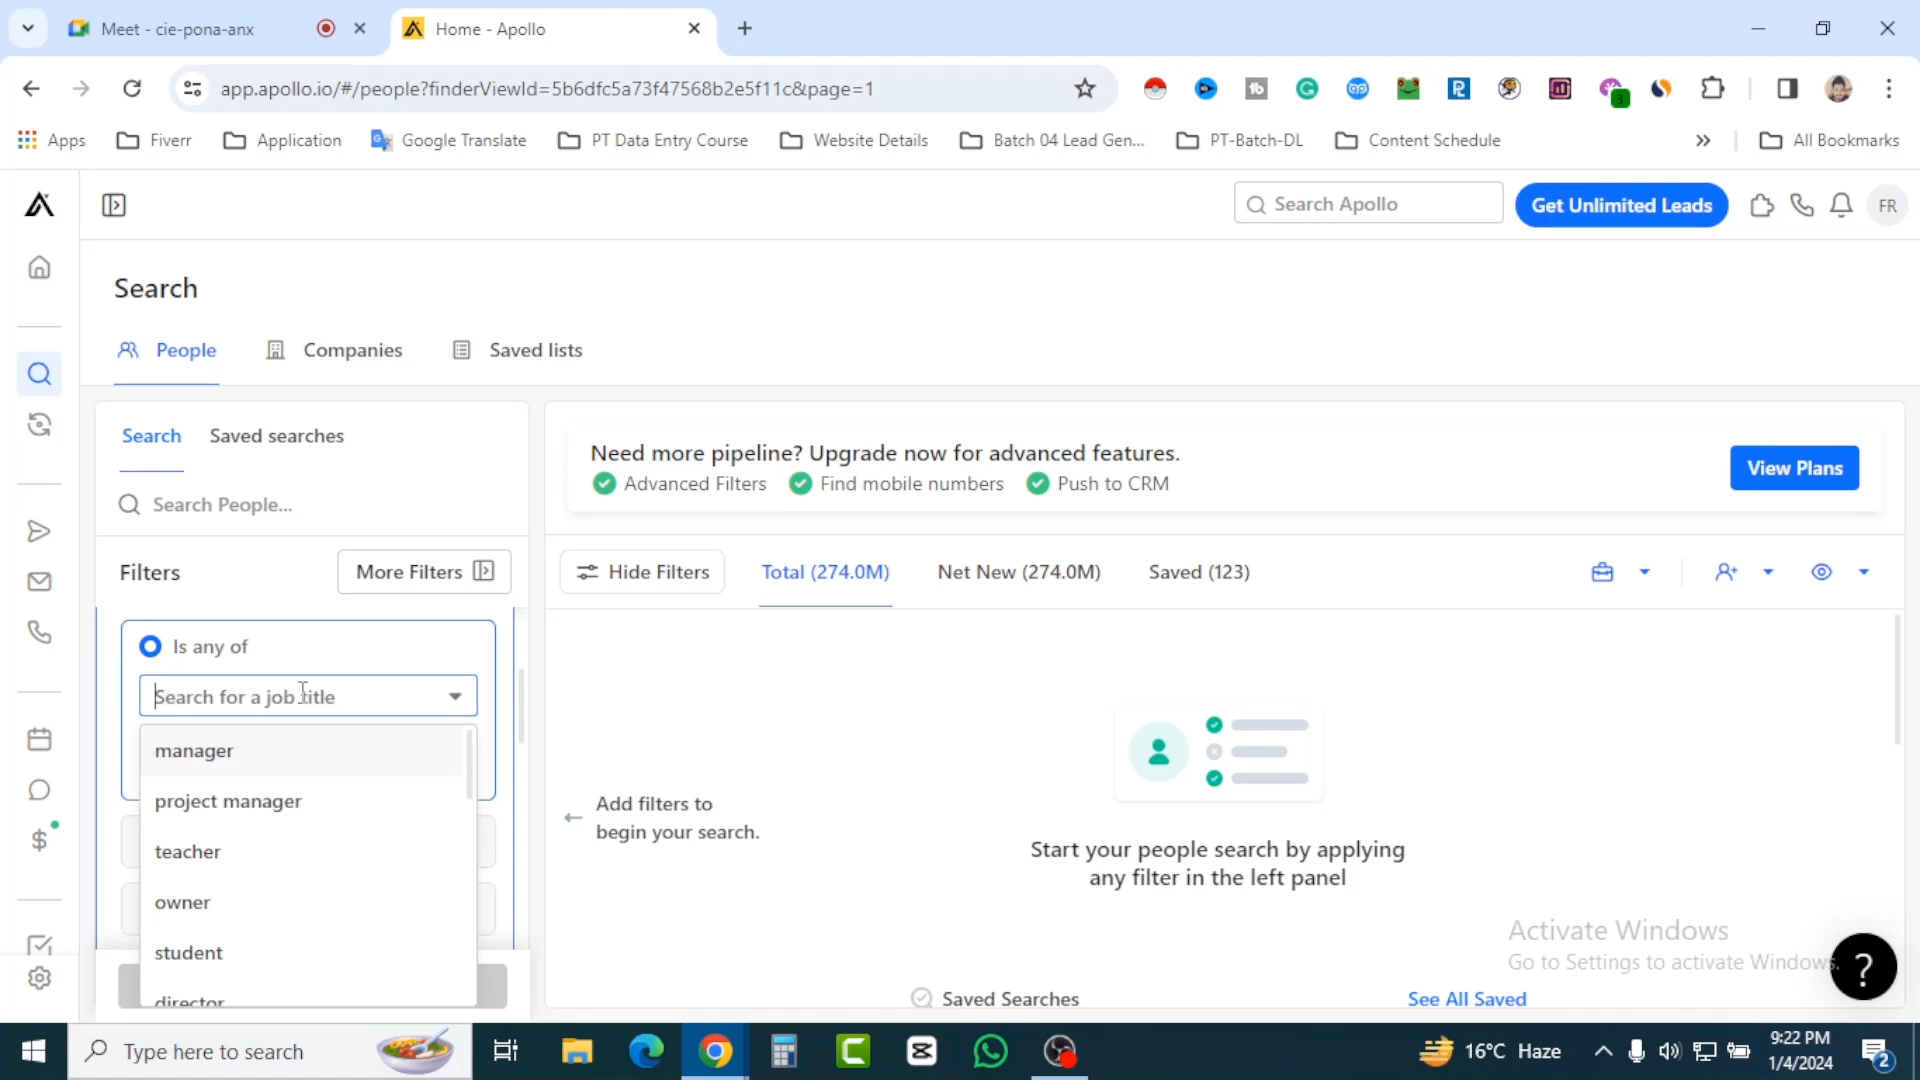 Meet - cie-pona-anx
Home - Apollo
app.apollo.io/#/people?finderViewId=5b6dfc5a73f47568b2e5f11c&page=1
Apps
Fiverr
Application
Google Translate
PT Data Entry Course
Website Details
Batch 04 Lead Gen...
PT-Batch-DL
Content Schedule
All Bookmarks
Search Apollo
Get Unlimited Leads
FR
Search
People
Companies
Saved lists
Search
Saved searches
Search People...
Need more pipeline? Upgrade now for advanced features.
Advanced Filters
Find mobile numbers
Push to CRM
View Plans
Filters
More Filters
Hide Filters
Total (274.0M)
Net New (274.0M)
Saved (123)
Is any of
Search for a job title
manager
project manager
teacher
owner
student
director
Add filters to
begin your search.
Start your people search by applying
any filter in the left panel
Saved Searches
See All Saved
Activate Windows
Go to Settings to activate Windows.
?
Type here to search
16°C Haze
9:22 PM
1/4/2024
2